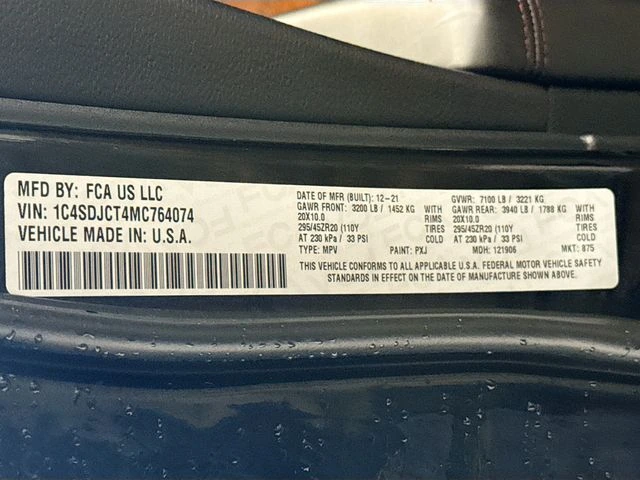 MFD BY: FCA US LLC
VIN: 1C4SDJCT4MC764074
VEHICLE MADE IN: U.S.A.
DATE OF MFR (BUILT): 12-21 GVWR: 7100 LB / 3221 KG
GAWR FRONT: 3200 LB / 1452 KG WITH GAWR REAR: 3940 LB / 1788 KG WITH
20X10.0 RIMS 20X10.0 RIMS
295/45ZR20 (110Y TIRES 295/45ZR20 (110Y TIRES
AT 230 kPa / 33 PSI COLD AT 230 kPa / 33 PSI COLD
TYPE: MPV PAINT: PXJ MDH: 121906 MKT: 875
THIS VEHICLE CONFORMS TO ALL APPLICABLE U.S.A. FEDERAL MOTOR VEHICLE SAFETY
STANDARDS IN EFFECT ON THE DATE OF MANUFACTURE SHOWN ABOVE.